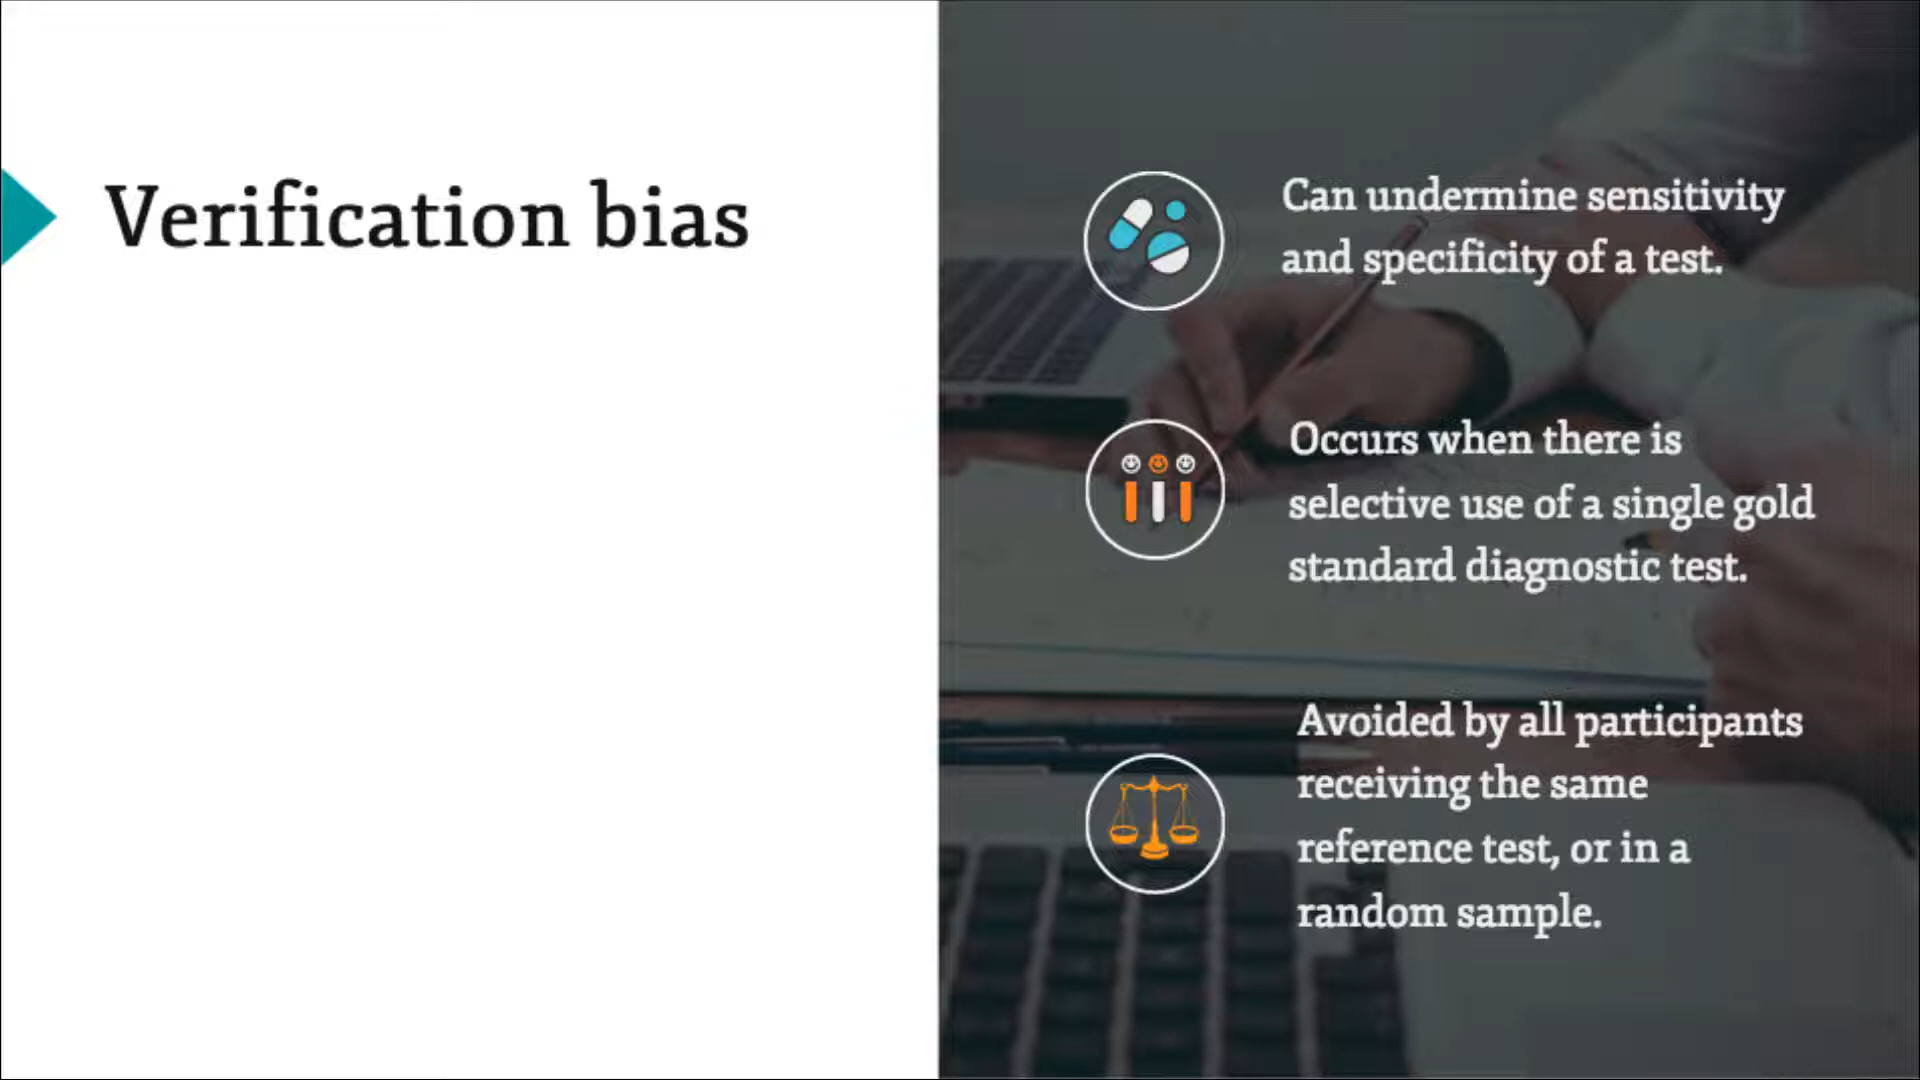 Verification bias
Can undermine sensitivity
and specificity of a test.
Occurs when there is
selective use of a single gold
standard diagnostic test.
Avoided by all participants
receiving the same
reference test, or in a
random sample.